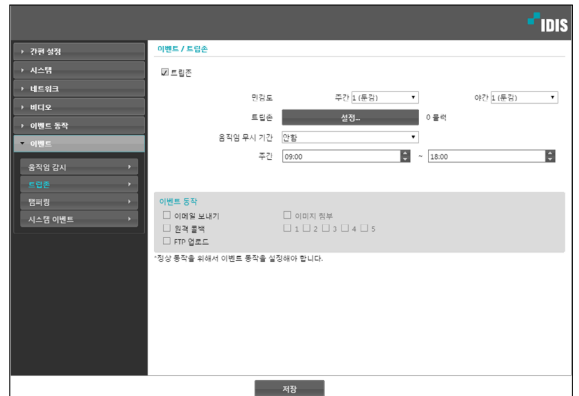 IDIS
간편 설정
시스템
네트워크
비디오
이벤트 동작
이벤트
움직임 감시
트립존
탬퍼링
시스템 이벤트
이벤트 / 트립존
트립존
민감도 주간 1 (둔감) 야간 1 (둔감)
트립존 설정... 0 블럭
움직임 무시 기간 안함
주간 09:00 ~ 18:00
이벤트 동작
이메일 보내기 이미지 첨부
원격 콜백 1 2 3 4 5
FTP 업로드
*정상 동작을 위해서 이벤트 동작을 설정해야 합니다.
저장